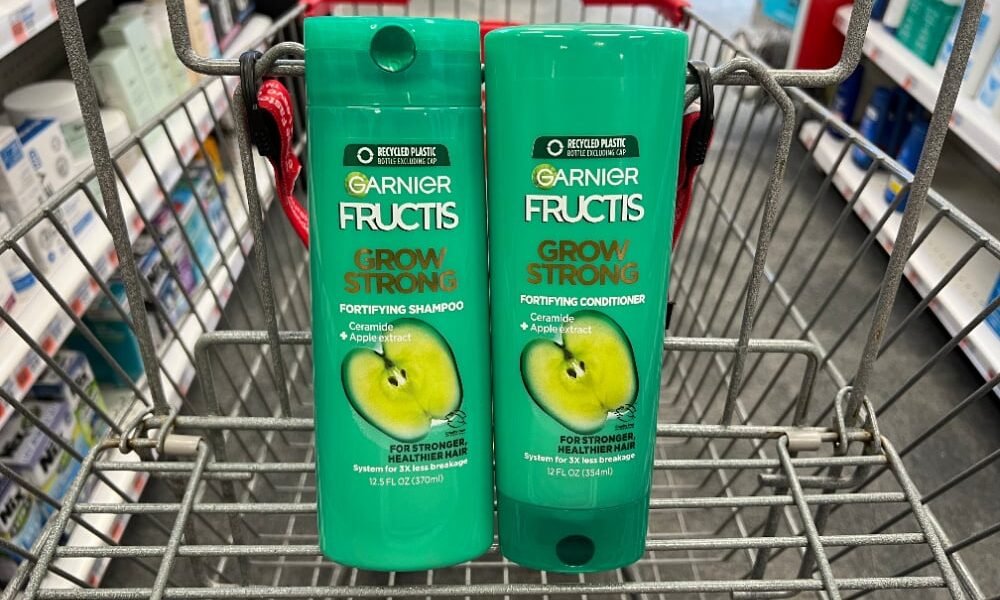 RECYCLED PLASTIC
BOTTLE EXCLUDING CAP
GARNIER
FRUCTIS
GROW
STRONG
FORTIFYING SHAMPOO
Ceramide
+ Apple extract
FOR STRONGER,
HEALTHIER HAIR
System for 3X less breakage
12.5 FL OZ (370ml)
RECYCLED PLASTIC
BOTTLE EXCLUDING CAP
GARNIER
FRUCTIS
GROW
STRONG
FORTIFYING CONDITIONER
Ceramide
+ Apple extract
FOR STRONGER,
HEALTHIER HAIR
System for 3X less breakage
12 FL OZ (354ml)
NIX